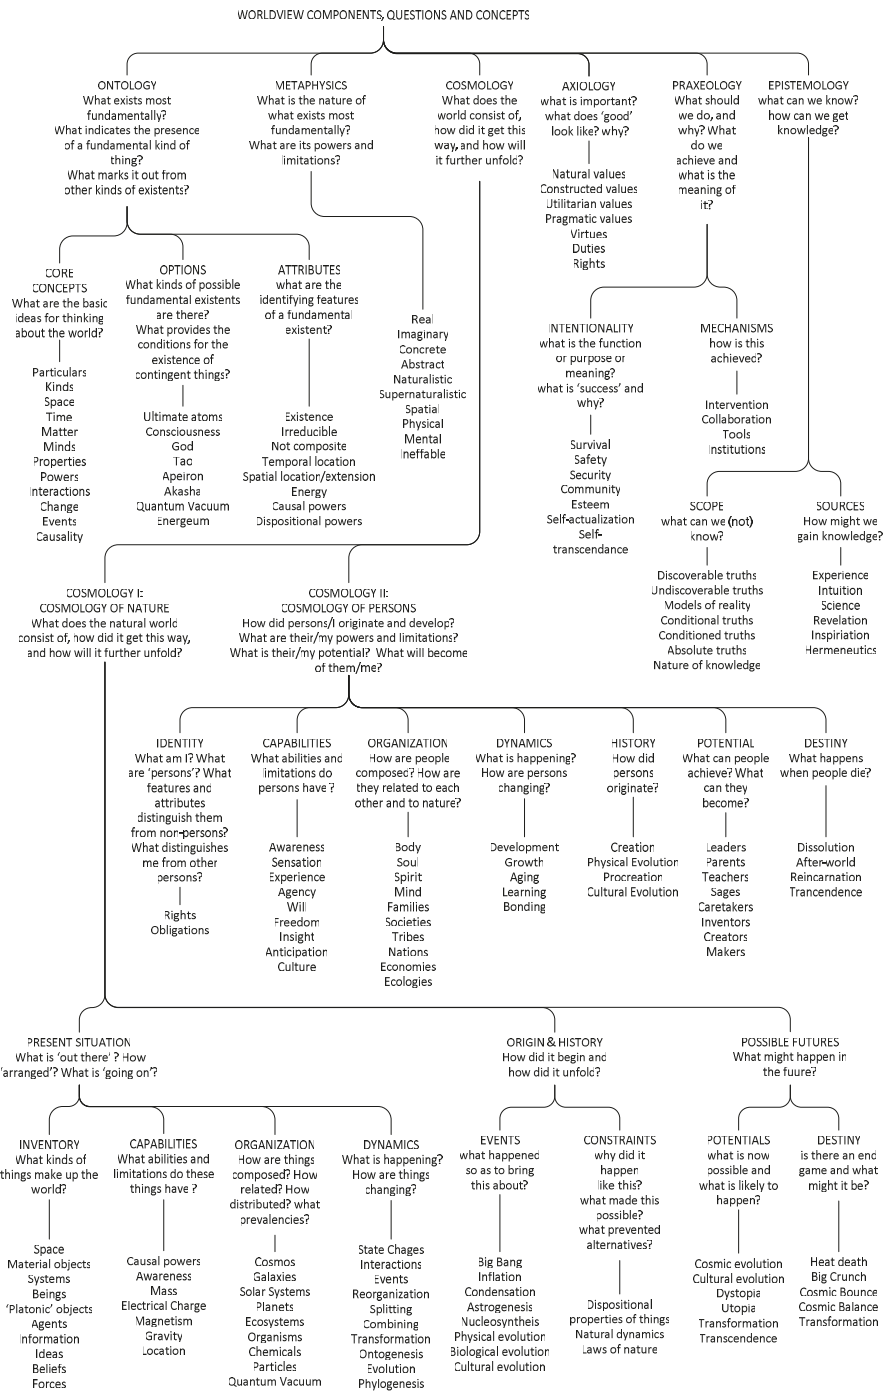 WORLDVIEW COMPONENTS, QUESTIONS AND CONCEPTS
ONTOLOGY
What exists most
fundamentally?
What indicates the presence
of a fundamental kind of
thing?
What marks it out from
other kinds of existents?
METAPHYSICS
What is the nature of
what exists most
fundamentally?
What are its powers and
limitations?
COSMOLOGY
What does the
world consist of,
how did it get this
way, and how will
it further unfold?
AXIOLOGY
what is important?
what does ‘good’
look like? why?
Natural values
Constructed values
Utilitarian values
Pragmatic values
Virtues
Duties
Rights
PRAXEOLOGY
What should
we do, and
why? What
do we
achieve and
what is the
meaning of
it?
EPISTEMOLOGY
what can we know?
how can we get
knowledge?
CORE
CONCEPTS
What are the basic
ideas for thinking
about the world?
Particulars
Kinds
Space
Time
Matter
Minds
Properties
Powers
Interactions
Change
Events
Causality
OPTIONS
What kinds of possible
fundamental existents
are there?
What provides the
conditions for the
existence of
contingent things?
Ultimate atoms
Consciousness
God
Tao
Apeiron
Akasha
Quantum Vacuum
Energeum
ATTRIBUTES
what are the
identifying features
of a fundamental
existent?
Existence
Irreducible
Not composite
Temporal location
Spatial location/extension
Energy
Causal powers
Dispositional powers
Real
Imaginary
Concrete
Abstract
Naturalistic
Supernaturalistic
Spatial
Physical
Mental
Ineffable
INTENTIONALITY
what is the function
or purpose or
meaning?
what is ‘success’ and
why?
Survival
Safety
Security
Community
Esteem
Self-actualization
Self-
transcendance
MECHANISMS
how is this
achieved?
Intervention
Collaboration
Tools
Institutions
SCOPE
what can we (not)
know?
Discoverable truths
Undiscoverable truths
Models of reality
Conditional truths
Conditioned truths
Absolute truths
Nature of knowledge
SOURCES
How might we
gain knowledge?
Experience
Intuition
Science
Revelation
Inspiriation
Hermeneutics
COSMOLOGY I:
COSMOLOGY OF NATURE
What does the natural world
consist of, how did it get this way,
and how will it further unfold?
COSMOLOGY II:
COSMOLOGY OF PERSONS
How did persons/I originate and develop?
What are their/my powers and limitations?
What is their/my potential? What will become
of them/me?
IDENTITY
What am I? What
are ‘persons’? What
features and
attributes
distinguish them
from non-persons?
What distinguishes
me from other
persons?
Rights
Obligations
CAPABILITIES
What abilities and
limitations do
persons have ?
Awareness
Sensation
Experience
Agency
Will
Freedom
Insight
Anticipation
Culture
ORGANIZATION
How are people
composed? How are
they related to each
other and to nature?
Body
Soul
Spirit
Mind
Families
Societies
Tribes
Nations
Economies
Ecologies
DYNAMICS
What is happening?
How are persons
changing?
Development
Growth
Aging
Learning
Bonding
HISTORY
How did
persons
originate?
Creation
Physical Evolution
Procreation
Cultural Evolution
POTENTIAL
What can people
achieve? What
can they
become?
Leaders
Parents
Teachers
Sages
Caretakers
Inventors
Creators
Makers
DESTINY
What happens
when people die?
Dissolution
After-world
Reincarnation
Trancendence
PRESENT SITUATION
What is ‘out there’ ? How
‘arranged’? What is ‘going on’?
ORIGIN & HISTORY
How did it begin and
how did it unfold?
POSSIBLE FUTURES
What might happen in
the fuure?
INVENTORY
What kinds of
things make up the
world?
Space
Material objects
Systems
Beings
‘Platonic’ objects
Agents
Information
Ideas
Beliefs
Forces
CAPABILITIES
What abilities and
limitations do these
things have ?
Causal powers
Awareness
Mass
Electrical Charge
Magnetism
Gravity
Location
ORGANIZATION
How are things
composed? How
related? How
distributed? what
prevalencies?
Cosmos
Galaxies
Solar Systems
Planets
Ecosystems
Organisms
Chemicals
Particles
Quantum Vacuum
DYNAMICS
What is happening?
How are things
changing?
State Chages
Interactions
Events
Reorganization
Splitting
Combining
Transformation
Ontogenesis
Evolution
Phylogenesis
EVENTS
what happened
so as to bring
this about?
Big Bang
Inflation
Condensation
Astrogenesis
Nucleosyntheis
Physical evolution
Biological evolution
Cultural evolution
CONSTRAINTS
why did it
happen
like this?
what made this
possible?
what prevented
alternatives?
Dispositional
properties of things
Natural dynamics
Laws of nature
POTENTIALS
what is now
possible and
what is likely to
happen?
Cosmic evolution
Cultural evolution
Dystopia
Utopia
Transformation
Transcendence
DESTINY
is there an end
game and what
might it be?
Heat death
Big Crunch
Cosmic Bounce
Cosmic Balance
Transformation